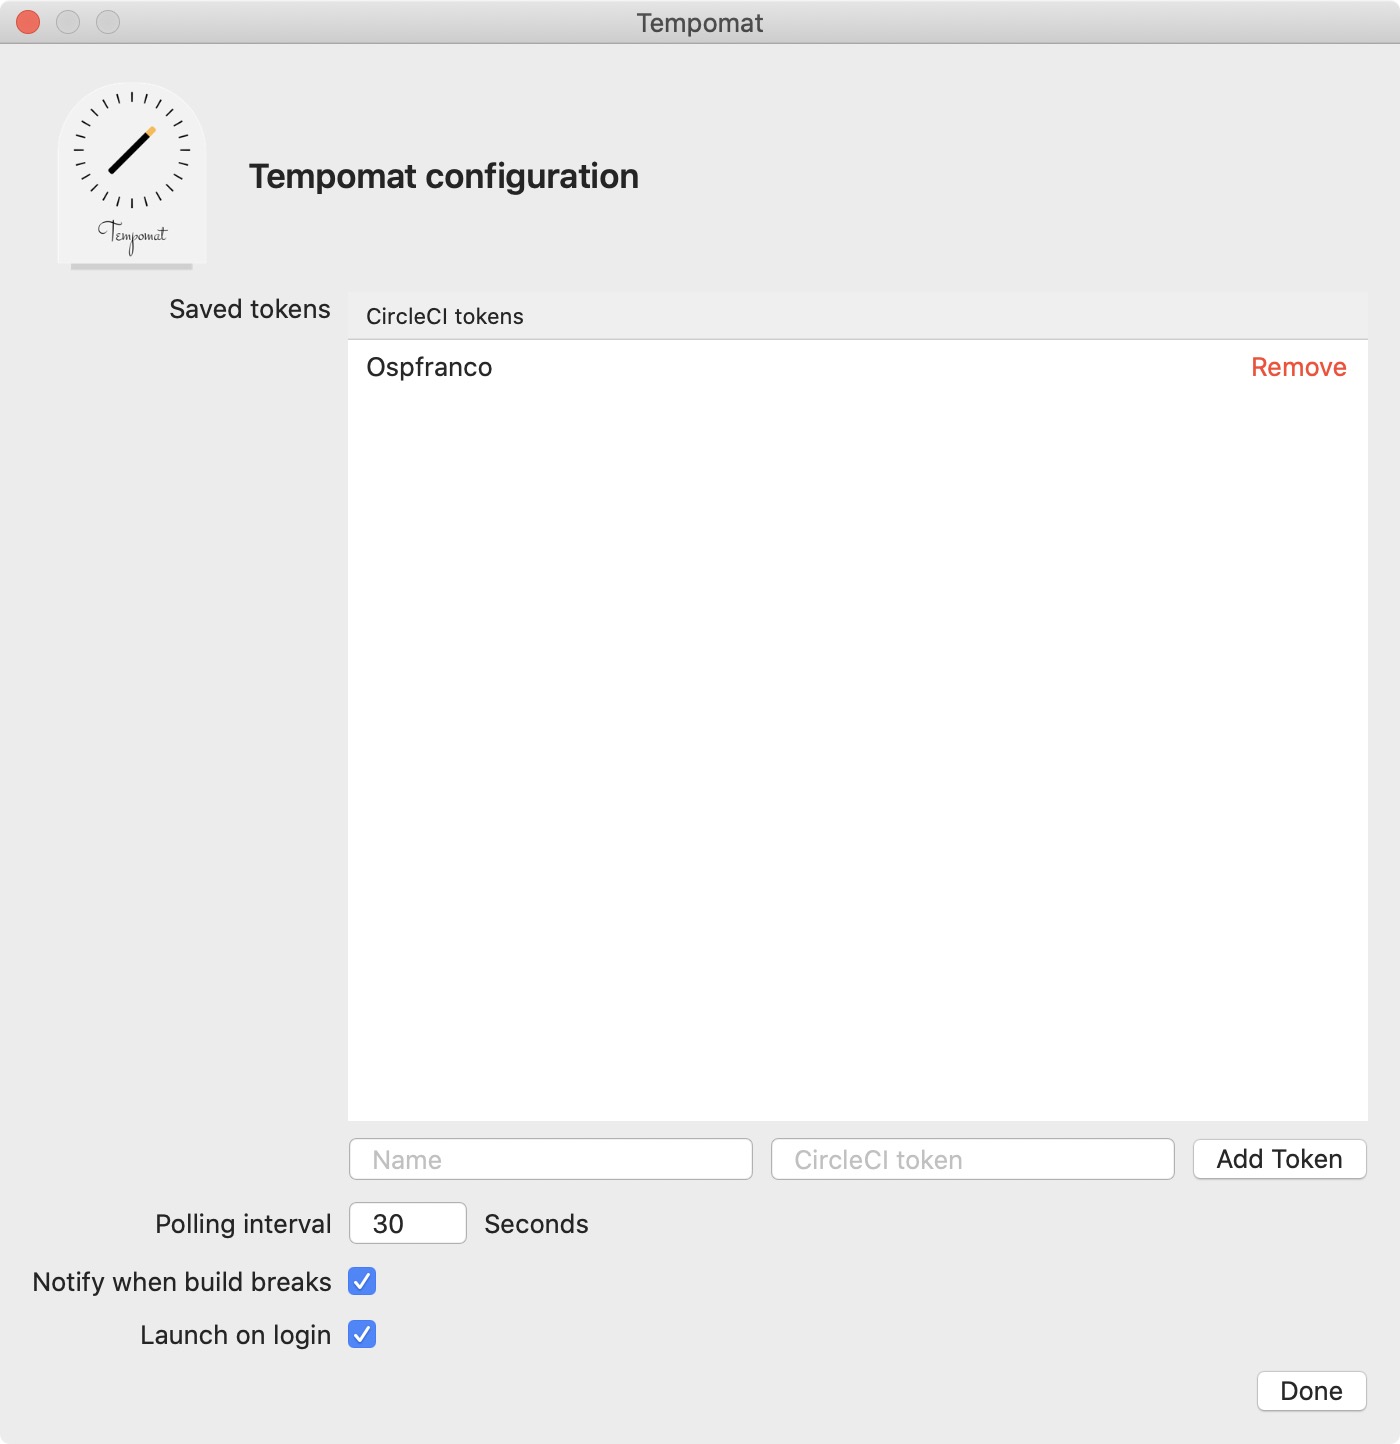 Tempomat
Tempomat
Tempomat configuration
Saved tokens
CircleCI tokens
Ospfranco Remove
Name CircleCI token Add Token
Polling interval 30 Seconds
Notify when build breaks
Launch on login
Done